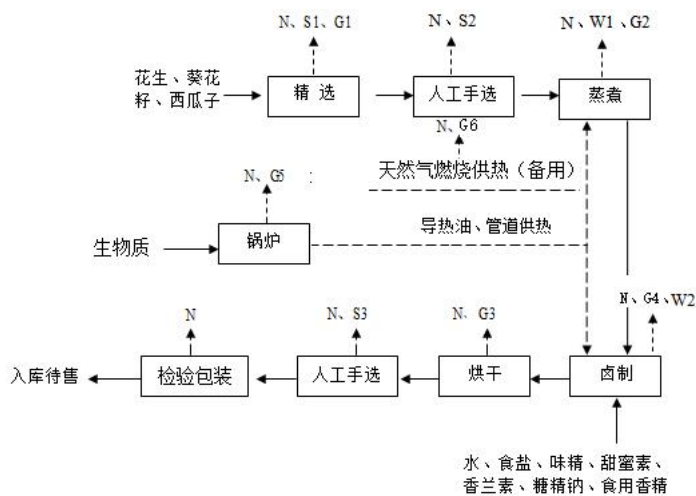 N、S1、G1
N、S2
N、W1、G2
花生、葵花
籽、西瓜子
精 选
人工手选
蒸煮
N、G6
天然气燃烧供热（备用）
N、G5
:
生物质
锅炉
导热油、管道供热
N、G4、W2
N
N、S3
N、G3
入库待售
检验包装
人工手选
烘干
卤制
水、食盐、味精、甜蜜素、
香兰素、糖精钠、食用香精